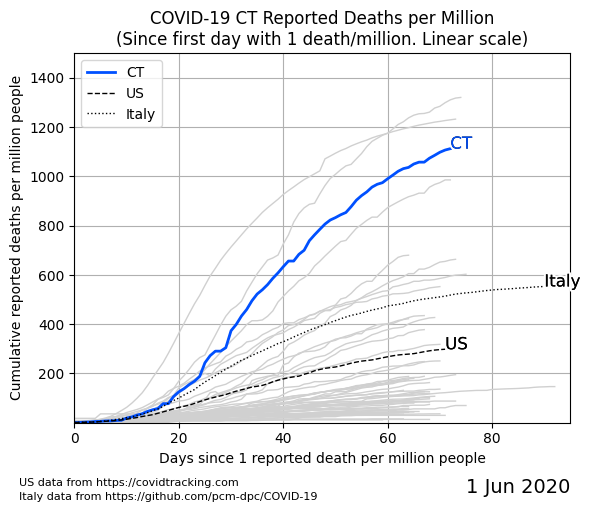 COVID-19 CT Reported Deaths per Million
(Since first day with 1 death/million. Linear scale)
Cumulative reported deaths per million people
1400
1200
1000
800
600
400
200
CT
US
Italy
CT
Italy
US
0
20
40
60
80
Days since 1 reported death per million people
US data from https://covidtracking.com
Italy data from https://github.com/pcm-dpc/COVID-19
1 Jun 2020